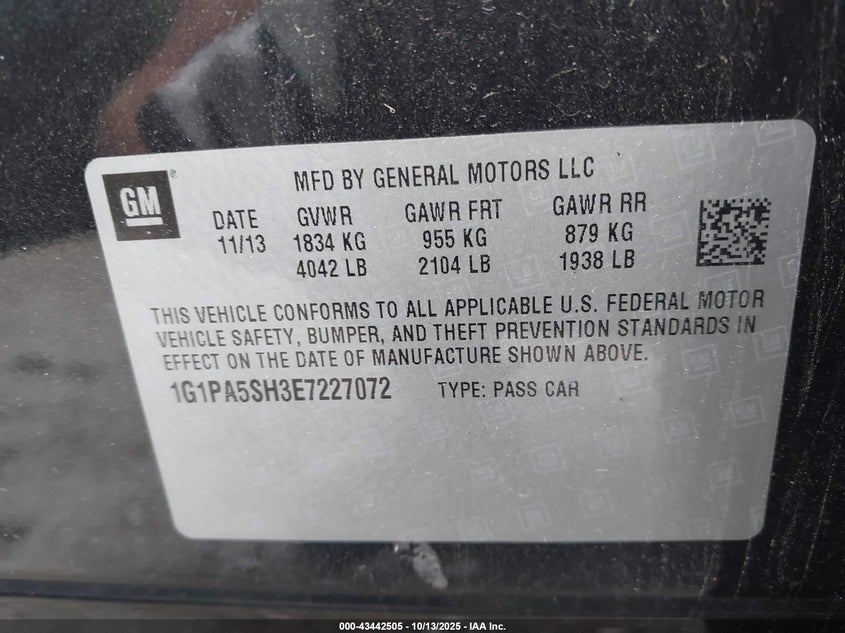 GM
MFD BY GENERAL MOTORS LLC
DATE GVWR GAWR FRT GAWR RR
11/13 1834 KG 955 KG 879 KG
4042 LB 2104 LB 1938 LB
THIS VEHICLE CONFORMS TO ALL APPLICABLE U.S. FEDERAL MOTOR
VEHICLE SAFETY, BUMPER, AND THEFT PREVENTION STANDARDS IN
EFFECT ON THE DATE OF MANUFACTURE SHOWN ABOVE.
1G1PA5SH3E7227072 TYPE: PASS CAR
000-43442505 - 10/13/2025 - IAA Inc.